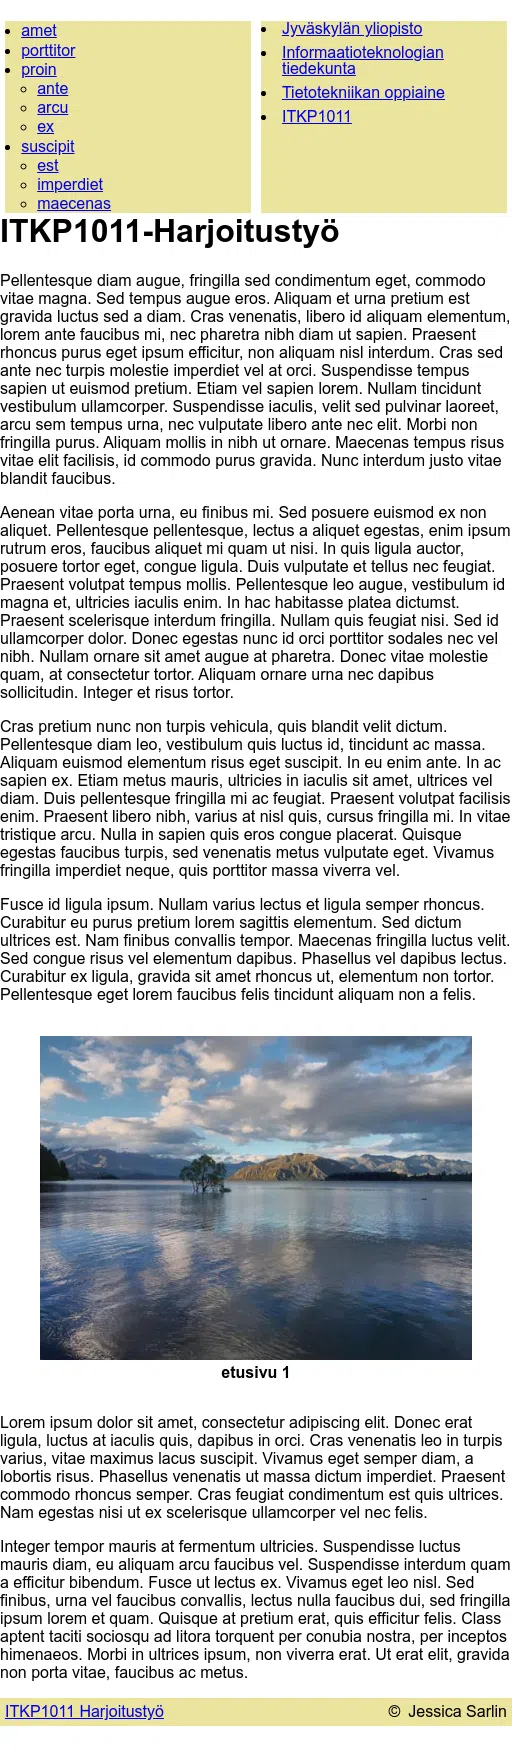 amet
porttitor
proin
ante
arcu
ex
suscipit
est
imperdiet
maecenas
Jyväskylän yliopisto
Informaatioteknologian
tiedekunta
Tietotekniikan oppiaine
ITKP1011
ITKP1011-Harjoitustyö
Pellentesque diam augue, fringilla sed condimentum eget, commodo
vitae magna. Sed tempus augue eros. Aliquam et urna pretium est
gravida luctus sed a diam. Cras venenatis, libero id aliquam elementum,
lorem ante faucibus mi, nec pharetra nibh diam ut sapien. Praesent
rhoncus purus eget ipsum efficitur, non aliquam nisl interdum. Cras sed
ante nec turpis molestie imperdiet vel at orci. Suspendisse tempus
sapien ut euismod pretium. Etiam vel sapien lorem. Nullam tincidunt
vestibulum ullamcorper. Suspendisse iaculis, velit sed pulvinar laoreet,
arcu sem tempus urna, nec vulputate libero ante nec elit. Morbi non
fringilla purus. Aliquam mollis in nibh ut ornare. Maecenas tempus risus
vitae elit facilisis, id commodo purus gravida. Nunc interdum justo vitae
blandit faucibus.
Aenean vitae porta urna, eu finibus mi. Sed posuere euismod ex non
aliquet. Pellentesque pellentesque, lectus a aliquet egestas, enim ipsum
rutrum eros, faucibus aliquet mi quam ut nisi. In quis ligula auctor,
posuere tortor eget, congue ligula. Duis vulputate et tellus nec feugiat.
Praesent volutpat tempus mollis. Pellentesque leo augue, vestibulum id
magna et, ultricies iaculis enim. In hac habitasse platea dictumst.
Praesent scelerisque interdum fringilla. Nullam quis feugiat nisi. Sed id
ullamcorper dolor. Donec egestas nunc id orci porttitor sodales nec vel
nibh. Nullam ornare sit amet augue at pharetra. Donec vitae molestie
quam, at consectetur tortor. Aliquam ornare urna nec dapibus
sollicitudin. Integer et risus tortor.
Cras pretium nunc non turpis vehicula, quis blandit velit dictum.
Pellentesque diam leo, vestibulum quis luctus id, tincidunt ac massa.
Aliquam euismod elementum risus eget suscipit. In eu enim ante. In ac
sapien ex. Etiam metus mauris, ultricies in iaculis sit amet, ultrices vel
diam. Duis pellentesque fringilla mi ac feugiat. Praesent volutpat facilisis
enim. Praesent libero nibh, varius at nisl quis, cursus fringilla mi. In vitae
tristique arcu. Nulla in sapien quis eros congue placerat. Quisque
egestas faucibus turpis, sed venenatis metus vulputate eget. Vivamus
fringilla imperdiet neque, quis porttitor massa viverra vel.
Fusce id ligula ipsum. Nullam varius lectus et ligula semper rhoncus.
Curabitur eu purus pretium lorem sagittis elementum. Sed dictum
ultrices est. Nam finibus convallis tempor. Maecenas fringilla luctus velit.
Sed congue risus vel elementum dapibus. Phasellus vel dapibus lectus.
Curabitur ex ligula, gravida sit amet rhoncus ut, elementum non tortor.
Pellentesque eget lorem faucibus felis tincidunt aliquam non a felis.
etusivu 1
Lorem ipsum dolor sit amet, consectetur adipiscing elit. Donec erat
ligula, luctus at iaculis quis, dapibus in orci. Cras venenatis leo in turpis
varius, vitae maximus lacus suscipit. Vivamus eget semper diam, a
lobortis risus. Phasellus venenatis ut massa dictum imperdiet. Praesent
commodo rhoncus semper. Cras feugiat condimentum est quis ultrices.
Nam egestas nisi ut ex scelerisque ullamcorper vel nec felis.
Integer tempor mauris at fermentum ultricies. Suspendisse luctus
mauris diam, eu aliquam arcu faucibus vel. Suspendisse interdum quam
a efficitur bibendum. Fusce ut lectus ex. Vivamus eget leo nisl. Sed
finibus, urna vel faucibus convallis, lectus nulla faucibus dui, sed fringilla
ipsum lorem et quam. Quisque at pretium erat, quis efficitur felis. Class
aptent taciti sociosqu ad litora torquent per conubia nostra, per inceptos
himenaeos. Morbi in ultrices ipsum, non viverra erat. Ut erat elit, gravida
non porta vitae, faucibus ac metus.
ITKP1011 Harjoitustyö © Jessica Sarlin